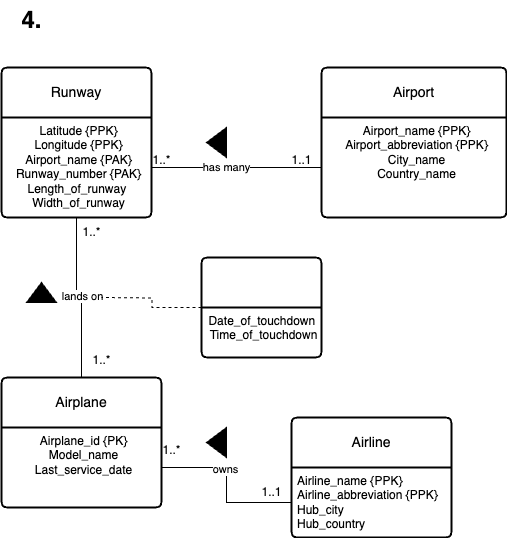 4.
Runway
Latitude {PPK}
Longitude {PPK}
Airport_name {PAK}
Runway_number {PAK}
Length_of_runway
Width_of_runway
1..*
has many
1..1
Airport
Airport_name {PPK}
Airport_abbreviation {PPK}
City_name
Country_name
1..*
lands on
1..*
Date_of_touchdown
Time_of_touchdown
Airplane
Airplane_id {PK}
Model_name
Last_service_date
1..*
owns
1..1
Airline
Airline_name {PPK}
Airline_abbreviation {PPK}
Hub_city
Hub_country